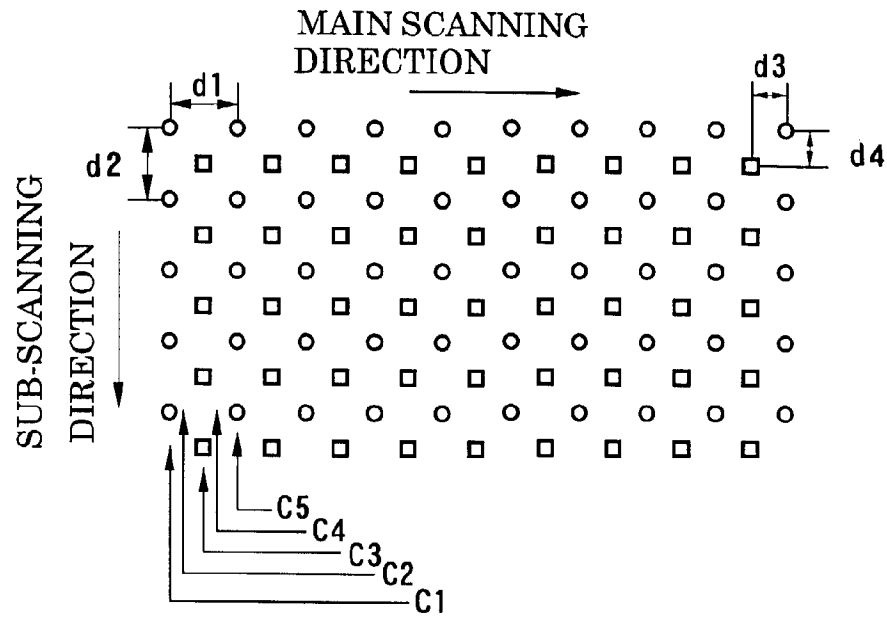 MAIN SCANNING
DIRECTION
d1
d3
d2
d4
SUB-SCANNING
DIRECTION
C5
C4
C3
C2
C1